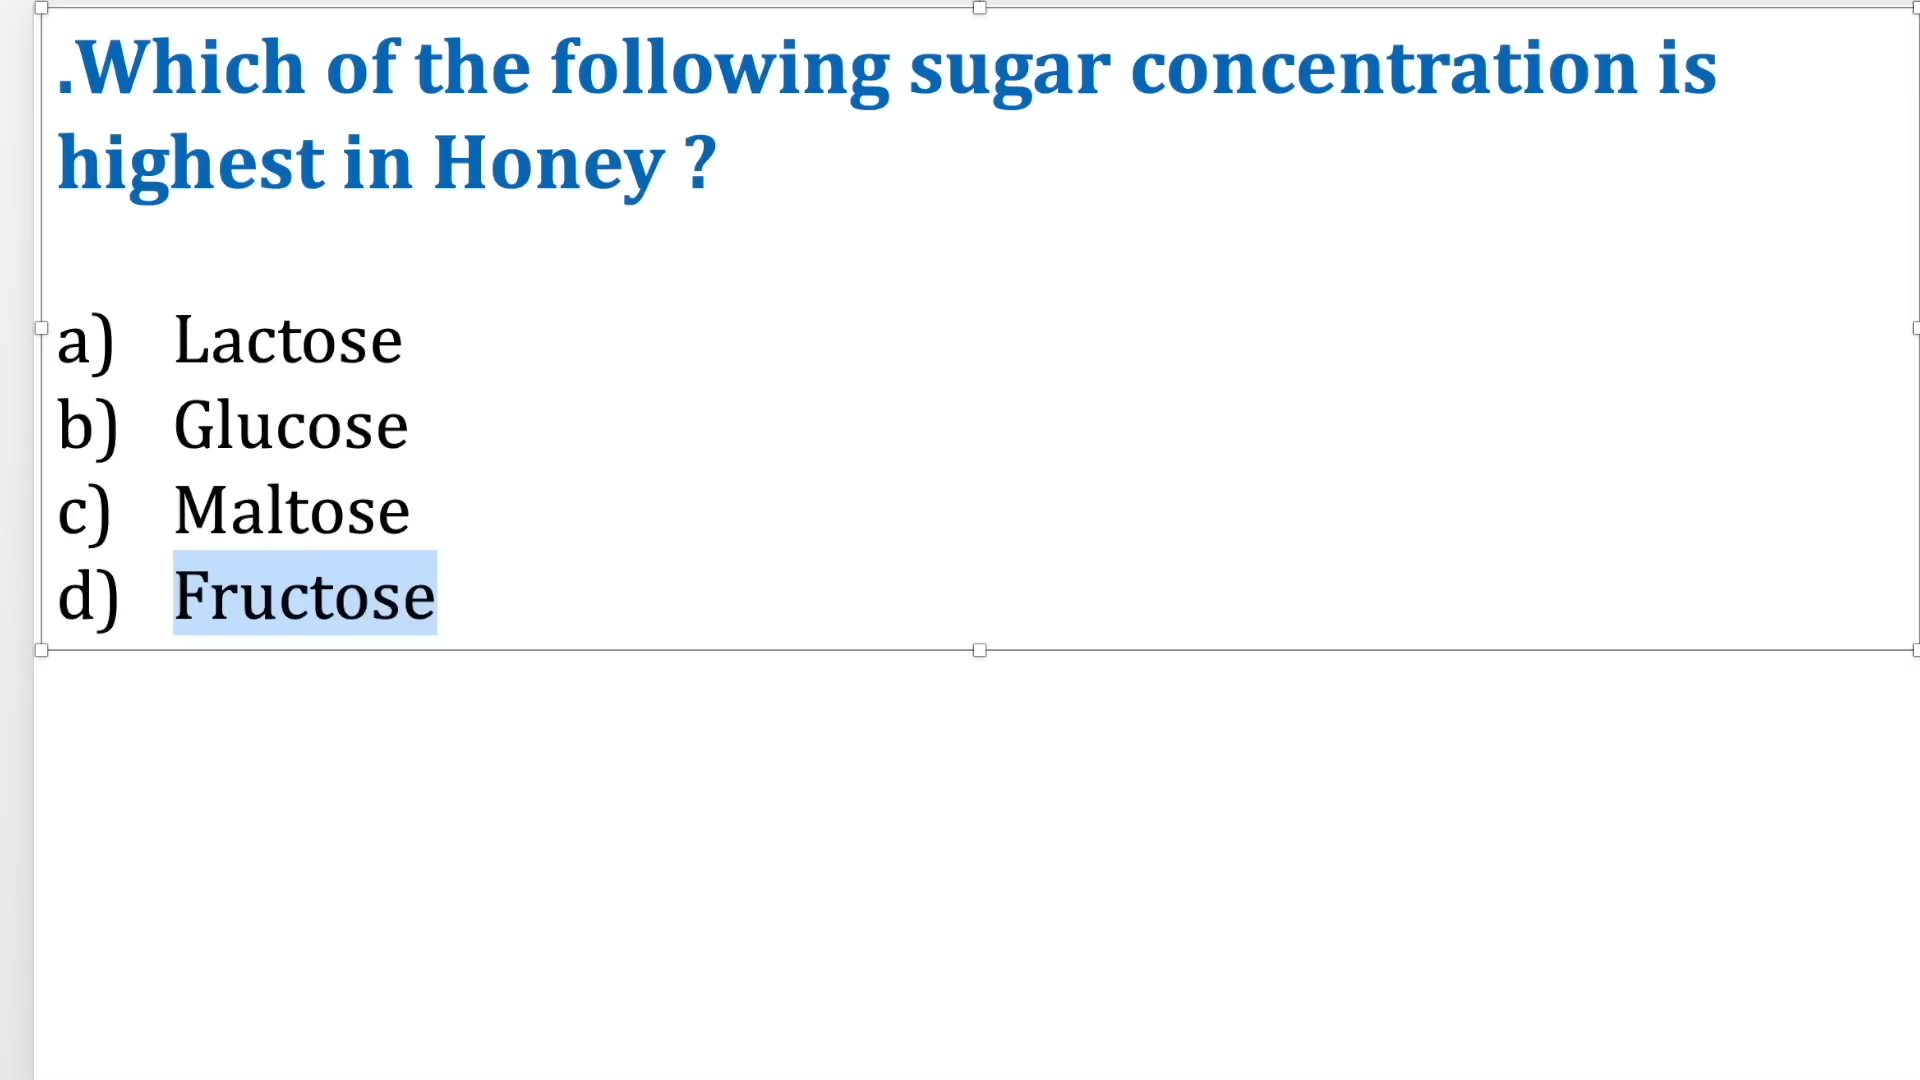 .Which of the following sugar concentration is
highest in Honey ?
a) Lactose
b) Glucose
c) Maltose
d) Fructose